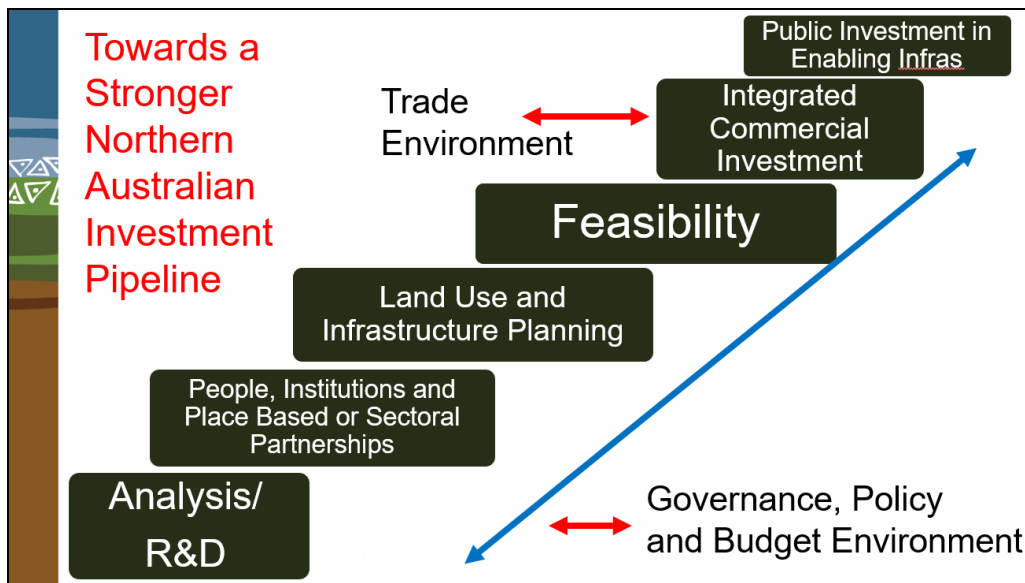 Towards a
Stronger
Northern
Australian
Investment
Pipeline
Public Investment in
Enabling Infras
Trade
Environment
Integrated
Commercial
Investment
Feasibility
Land Use and
Infrastructure Planning
People, Institutions and
Place Based or Sectoral
Partnerships
Analysis/
R&D
Governance, Policy
and Budget Environment